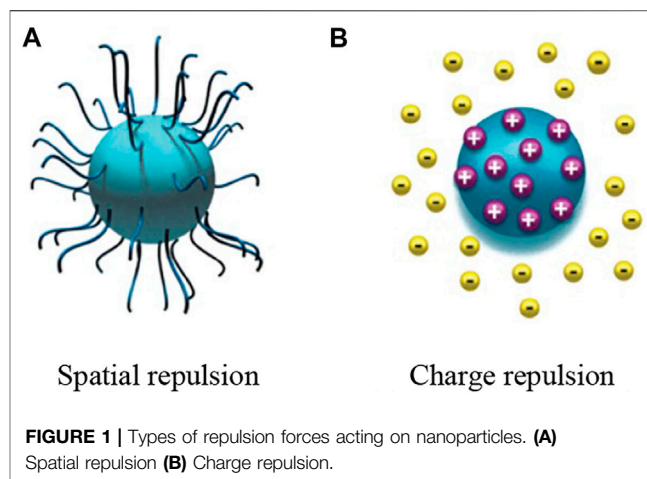 A
B
Spatial repulsion
Charge repulsion
FIGURE 1 | Types of repulsion forces acting on nanoparticles. (A)
Spatial repulsion (B) Charge repulsion.